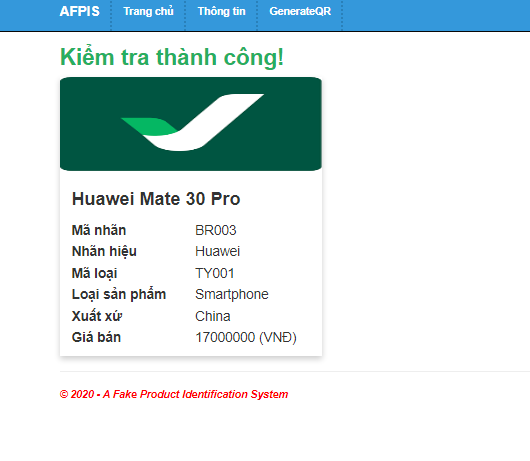 AFPIS Trang chủ Thông tin GenerateQR
Kiểm tra thành công!
Huawei Mate 30 Pro
Mã nhãn BR003
Nhãn hiệu Huawei
Mã loại TY001
Loại sản phẩm Smartphone
Xuất xứ China
Giá bán 17000000 (VNĐ)
© 2020 - A Fake Product Identification System